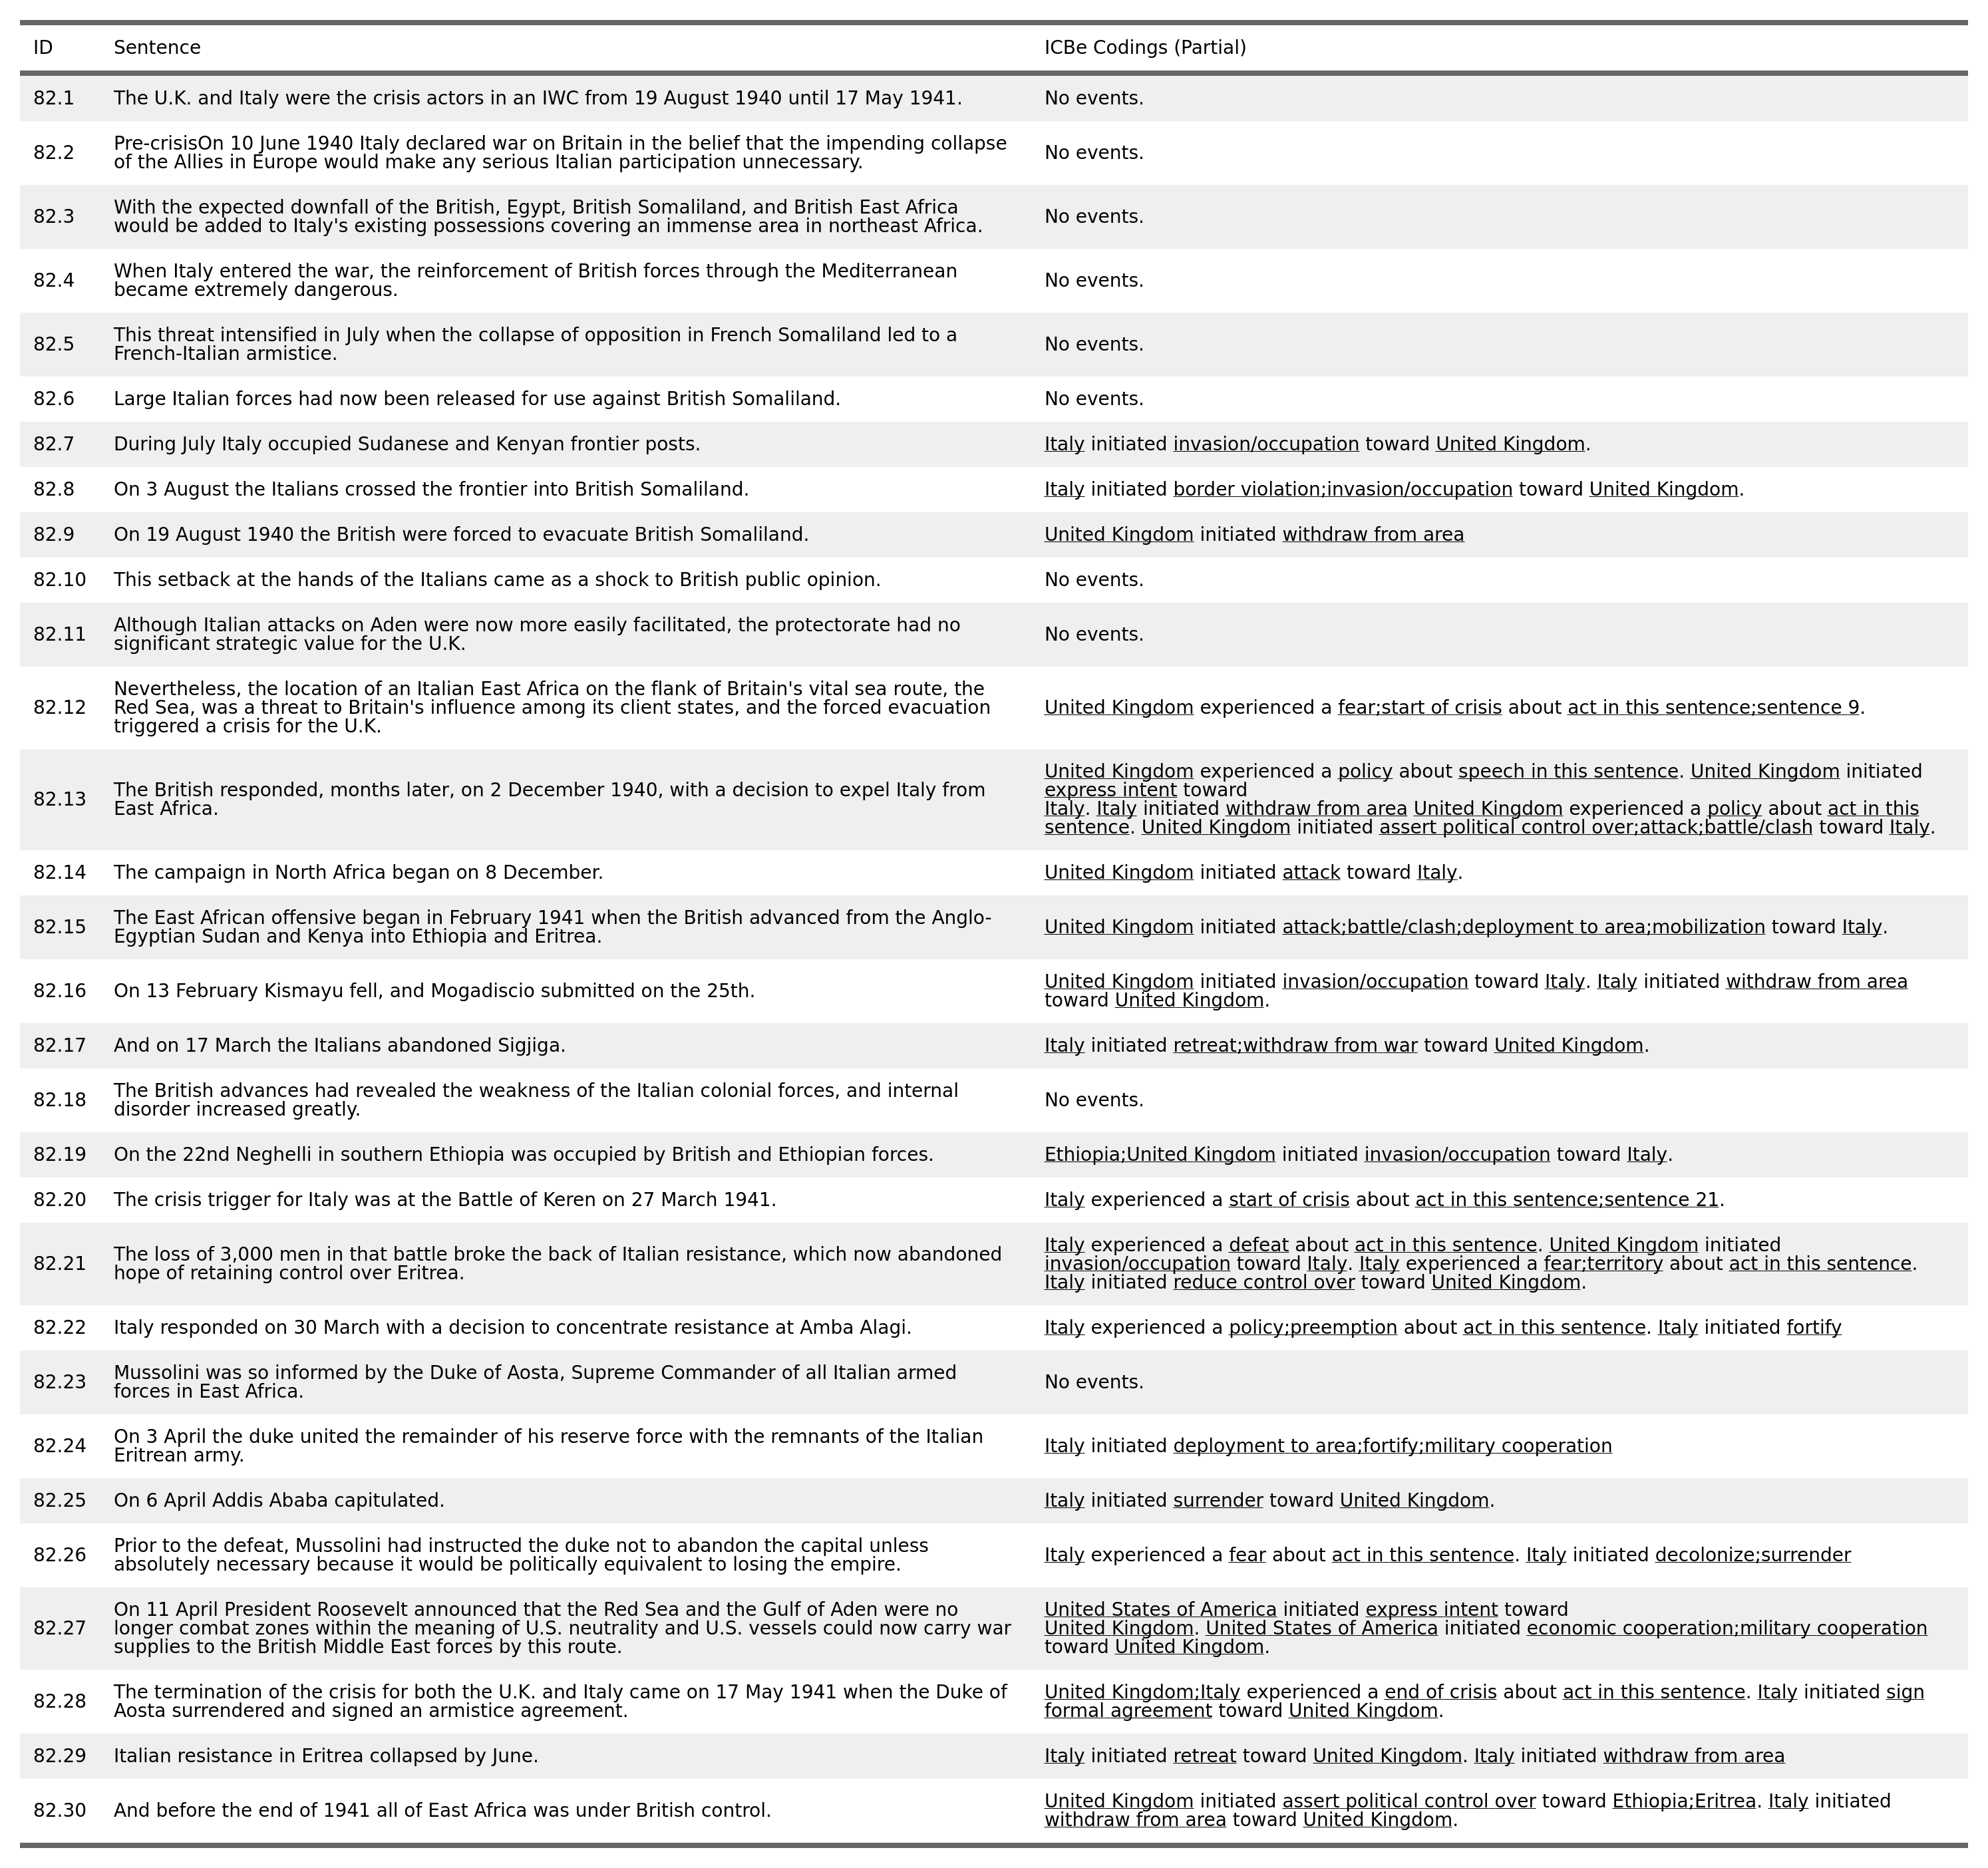 ID Sentence ICBe Codings (Partial)
82.1 The U.K. and Italy were the crisis actors in an IWC from 19 August 1940 until 17 May 1941. No events.
82.2 Pre-crisisOn 10 June 1940 Italy declared war on Britain in the belief that the impending collapse
of the Allies in Europe would make any serious Italian participation unnecessary. No events.
82.3 With the expected downfall of the British, Egypt, British Somaliland, and British East Africa
would be added to Italy's existing possessions covering an immense area in northeast Africa. No events.
82.4 When Italy entered the war, the reinforcement of British forces through the Mediterranean
became extremely dangerous. No events.
82.5 This threat intensified in July when the collapse of opposition in French Somaliland led to a
French-Italian armistice. No events.
82.6 Large Italian forces had now been released for use against British Somaliland. No events.
82.7 During July Italy occupied Sudanese and Kenyan frontier posts. Italy initiated invasion/occupation toward United Kingdom.
82.8 On 3 August the Italians crossed the frontier into British Somaliland. Italy initiated border violation;invasion/occupation toward United Kingdom.
82.9 On 19 August 1940 the British were forced to evacuate British Somaliland. United Kingdom initiated withdraw from area
82.10 This setback at the hands of the Italians came as a shock to British public opinion. No events.
82.11 Although Italian attacks on Aden were now more easily facilitated, the protectorate had no
significant strategic value for the U.K. No events.
82.12 Nevertheless, the location of an Italian East Africa on the flank of Britain's vital sea route, the
Red Sea, was a threat to Britain's influence among its client states, and the forced evacuation
triggered a crisis for the U.K.
United Kingdom experienced a fear;start of crisis about act in this sentence;sentence 9.
82.13 The British responded, months later, on 2 December 1940, with a decision to expel Italy from
East Africa.
United Kingdom experienced a policy about speech in this sentence. United Kingdom initiated
express intent toward
Italy. Italy initiated withdraw from area United Kingdom experienced a policy about act in this
sentence. United Kingdom initiated assert political control over;attack;battle/clash toward Italy.
82.14 The campaign in North Africa began on 8 December. United Kingdom initiated attack toward Italy.
82.15 The East African offensive began in February 1941 when the British advanced from the Anglo-
Egyptian Sudan and Kenya into Ethiopia and Eritrea.
United Kingdom initiated attack;battle/clash;deployment to area;mobilization toward Italy.
82.16 On 13 February Kismayu fell, and Mogadiscio submitted on the 25th.
United Kingdom initiated invasion/occupation toward Italy. Italy initiated withdraw from area
toward United Kingdom.
82.17 And on 17 March the Italians abandoned Sigjiga. Italy initiated retreat;withdraw from war toward United Kingdom.
82.18 The British advances had revealed the weakness of the Italian colonial forces, and internal
disorder increased greatly. No events.
82.19 On the 22nd Neghelli in southern Ethiopia was occupied by British and Ethiopian forces. Ethiopia;United Kingdom initiated invasion/occupation toward Italy.
82.20 The crisis trigger for Italy was at the Battle of Keren on 27 March 1941. Italy experienced a start of crisis about act in this sentence;sentence 21.
82.21 The loss of 3,000 men in that battle broke the back of Italian resistance, which now abandoned
hope of retaining control over Eritrea.
Italy experienced a defeat about act in this sentence. United Kingdom initiated
invasion/occupation toward Italy. Italy experienced a fear;territory about act in this sentence.
Italy initiated reduce control over toward United Kingdom.
82.22 Italy responded on 30 March with a decision to concentrate resistance at Amba Alagi. Italy experienced a policy;preemption about act in this sentence. Italy initiated fortify
82.23 Mussolini was so informed by the Duke of Aosta, Supreme Commander of all Italian armed
forces in East Africa. No events.
82.24 On 3 April the duke united the remainder of his reserve force with the remnants of the Italian
Eritrean army.
Italy initiated deployment to area;fortify;military cooperation
82.25 On 6 April Addis Ababa capitulated. Italy initiated surrender toward United Kingdom.
82.26 Prior to the defeat, Mussolini had instructed the duke not to abandon the capital unless
absolutely necessary because it would be politically equivalent to losing the empire.
Italy experienced a fear about act in this sentence. Italy initiated decolonize;surrender
82.27 On 11 April President Roosevelt announced that the Red Sea and the Gulf of Aden were no
longer combat zones within the meaning of U.S. neutrality and U.S. vessels could now carry war
supplies to the British Middle East forces by this route.
United States of America initiated express intent toward
United Kingdom. United States of America initiated economic cooperation;military cooperation
toward United Kingdom.
82.28 The termination of the crisis for both the U.K. and Italy came on 17 May 1941 when the Duke of
Aosta surrendered and signed an armistice agreement.
United Kingdom;Italy experienced a end of crisis about act in this sentence. Italy initiated sign
formal agreement toward United Kingdom.
82.29 Italian resistance in Eritrea collapsed by June. Italy initiated retreat toward United Kingdom. Italy initiated withdraw from area
82.30 And before the end of 1941 all of East Africa was under British control.
United Kingdom initiated assert political control over toward Ethiopia;Eritrea. Italy initiated
withdraw from area toward United Kingdom.